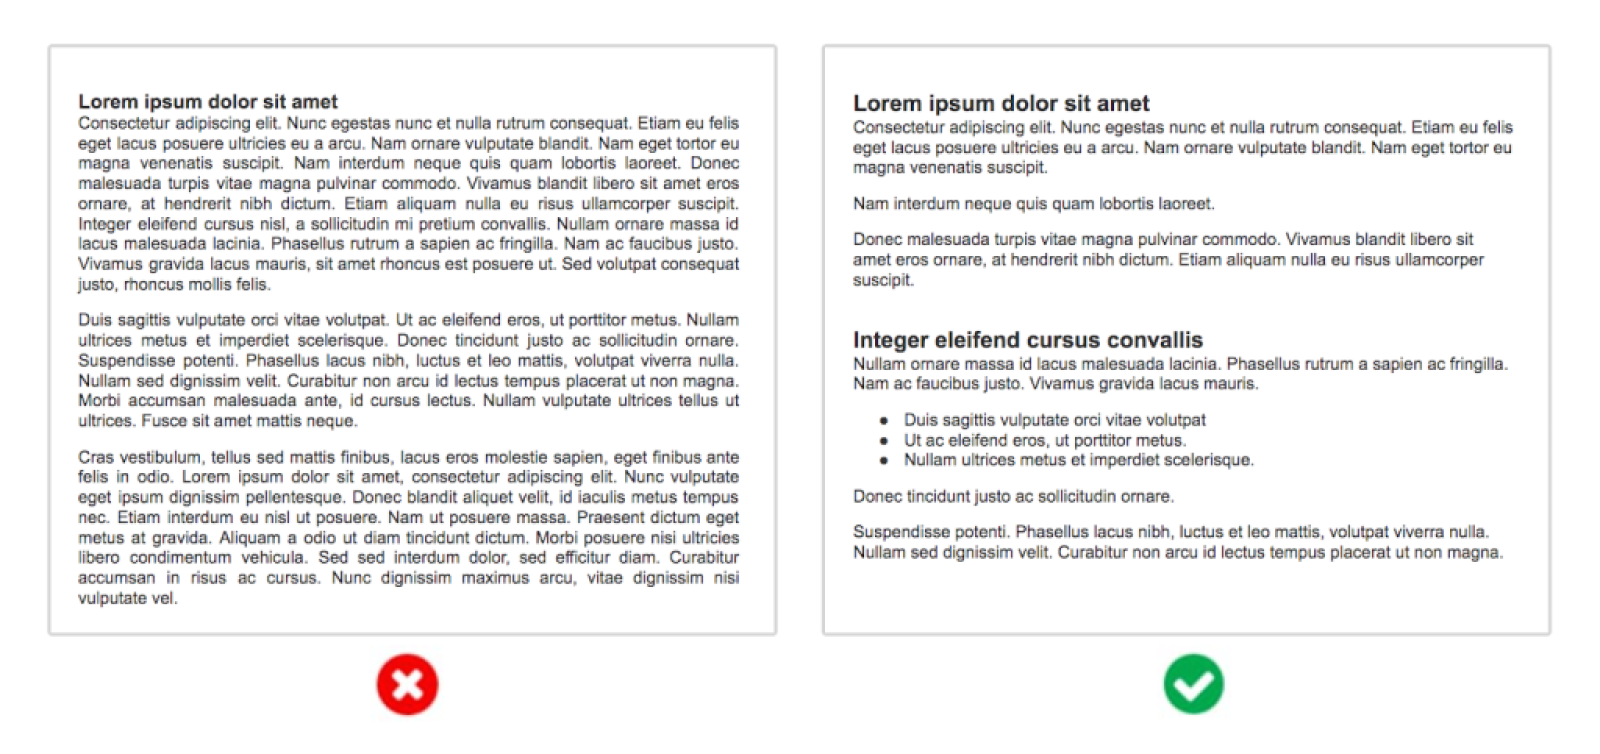 Lorem ipsum dolor sit amet
Consectetur adipiscing elit. Nunc egestas nunc et nulla rutrum consequat. Etiam eu felis
eget lacus posuere ultricies eu a arcu. Nam ornare vulputate blandit. Nam eget tortor eu
magna venenatis suscipit. Nam interdum neque quis quam lobortis laoreet. Donec
malesuada turpis vitae magna pulvinar commodo. Vivamus blandit libero sit amet eros
ornare, at hendrerit nibh dictum. Etiam aliquam nulla eu risus ullamcorper suscipit.
Integer eleifend cursus nisl, a sollicitudin mi pretium convallis. Nullam ornare massa id
lacus malesuada lacinia. Phasellus rutrum a sapien ac fringilla. Nam ac faucibus justo.
Vivamus gravida lacus mauris, sit amet rhoncus est posuere ut. Sed volutpat consequat
justo, rhoncus mollis felis.
Duis sagittis vulputate orci vitae volutpat. Ut ac eleifend eros, ut porttitor metus. Nullam
ultrices metus et imperdiet scelerisque. Donec tincidunt justo ac sollicitudin ornare.
Suspendisse potenti. Phasellus lacus nibh, luctus et leo mattis, volutpat viverra nulla.
Nullam sed dignissim velit. Curabitur non arcu id lectus tempus placerat ut non magna.
Morbi accumsan malesuada ante, id cursus lectus. Nullam vulputate ultrices tellus ut
ultrices. Fusce sit amet mattis neque.
Cras vestibulum, tellus sed mattis finibus, lacus eros molestie sapien, eget finibus ante
felis in odio. Lorem ipsum dolor sit amet, consectetur adipiscing elit. Nunc vulputate
eget ipsum dignissim pellentesque. Donec blandit aliquet velit, id iaculis metus tempus
nec. Etiam interdum eu nisl ut posuere. Nam ut posuere massa. Praesent dictum eget
metus at gravida. Aliquam a odio ut diam tincidunt dictum. Morbi posuere nisi ultricies
libero condimentum vehicula. Sed sed interdum dolor, sed efficitur diam. Curabitur
accumsan in risus ac cursus. Nunc dignissim maximus arcu, vitae dignissim nisi
vulputate vel.
Lorem ipsum dolor sit amet
Consectetur adipiscing elit. Nunc egestas nunc et nulla rutrum consequat. Etiam eu felis
eget lacus posuere ultricies eu a arcu. Nam ornare vulputate blandit. Nam eget tortor eu
magna venenatis suscipit.
Nam interdum neque quis quam lobortis laoreet.
Donec malesuada turpis vitae magna pulvinar commodo. Vivamus blandit libero sit
amet eros ornare, at hendrerit nibh dictum. Etiam aliquam nulla eu risus ullamcorper
suscipit.
Integer eleifend cursus convallis
Nullam ornare massa id lacus malesuada lacinia. Phasellus rutrum a sapien ac fringilla.
Nam ac faucibus justo. Vivamus gravida lacus mauris.
● Duis sagittis vulputate orci vitae volutpat
● Ut ac eleifend eros, ut porttitor metus.
● Nullam ultrices metus et imperdiet scelerisque.
Donec tincidunt justo ac sollicitudin ornare.
Suspendisse potenti. Phasellus lacus nibh, luctus et leo mattis, volutpat viverra nulla.
Nullam sed dignissim velit. Curabitur non arcu id lectus tempus placerat ut non magna.